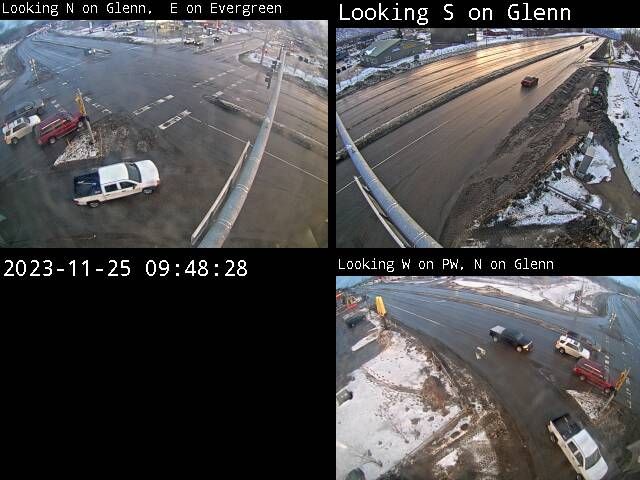 Looking N on Glenn,  E on Evergreen
Looking S on Glenn
2023-11-25 09:48:28
Looking W on PW, N on Glenn